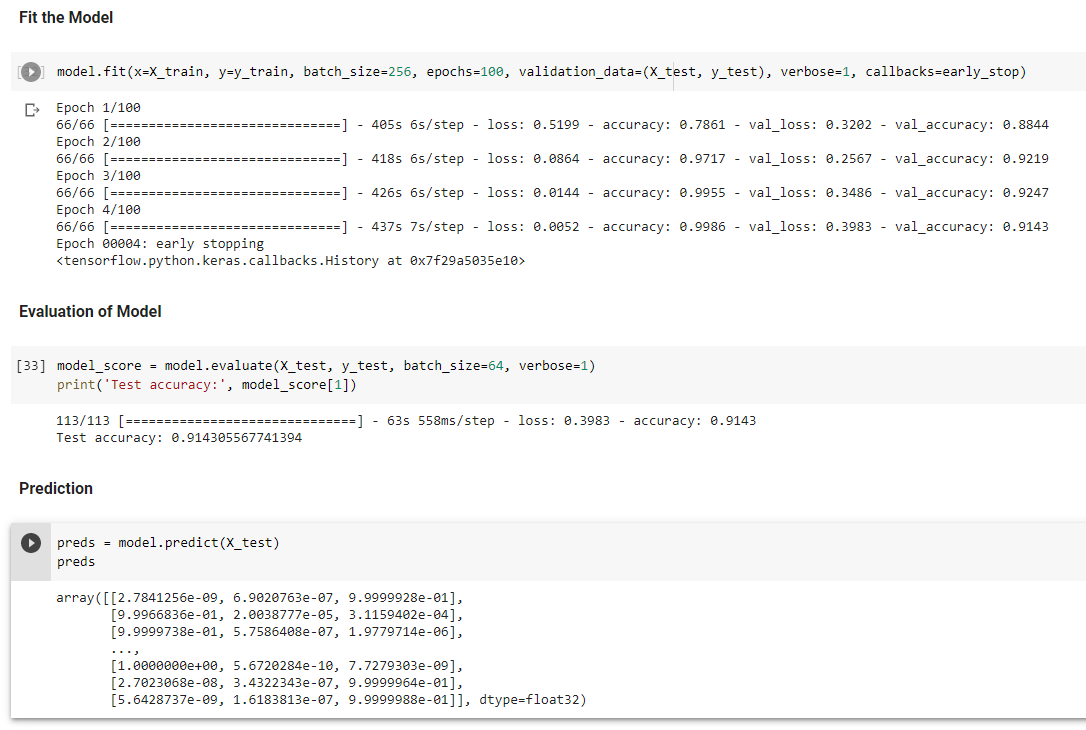 Fit the Model
model.fit(x=X_train, y=y_train, batch_size=256, epochs=100, validation_data=(X_test, y_test), verbose=1, callbacks=early_stop)
Epoch 1/100
66/66 [==============================] - 405s 6s/step - loss: 0.5199 - accuracy: 0.7861 - val_loss: 0.3202 - val_accuracy: 0.8844
Epoch 2/100
66/66 [==============================] - 418s 6s/step - loss: 0.0864 - accuracy: 0.9717 - val_loss: 0.2567 - val_accuracy: 0.9219
Epoch 3/100
66/66 [==============================] - 426s 6s/step - loss: 0.0144 - accuracy: 0.9955 - val_loss: 0.3486 - val_accuracy: 0.9247
Epoch 4/100
66/66 [==============================] - 437s 7s/step - loss: 0.0052 - accuracy: 0.9986 - val_loss: 0.3983 - val_accuracy: 0.9143
Epoch 00004: early stopping
<tensorflow.python.keras.callbacks.History at 0x7f29a5035e10>
Evaluation of Model
[33] model_score = model.evaluate(X_test, y_test, batch_size=64, verbose=1)
print('Test accuracy:', model_score[1])
113/113 [==============================] - 63s 558ms/step - loss: 0.3983 - accuracy: 0.9143
Test accuracy: 0.914305567741394
Prediction
preds = model.predict(X_test)
preds
array([[2.7841256e-09, 6.9020763e-07, 9.9999928e-01],
[9.9966836e-01, 2.0038777e-05, 3.1159402e-04],
[9.9999738e-01, 5.7586408e-07, 1.9779714e-06],
...,
[1.0000000e+00, 5.6720284e-10, 7.7279303e-09],
[2.7023068e-08, 3.4322343e-07, 9.9999964e-01],
[5.6428737e-09, 1.6183813e-07, 9.9999988e-01]], dtype=float32)